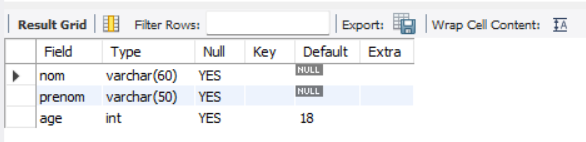 Result Grid Filter Rows: Export: Wrap Cell Content: IA
Field Type Null Key Default Extra
nom varchar(60) YES NULL
prenom varchar(50) YES NULL
age int YES 18